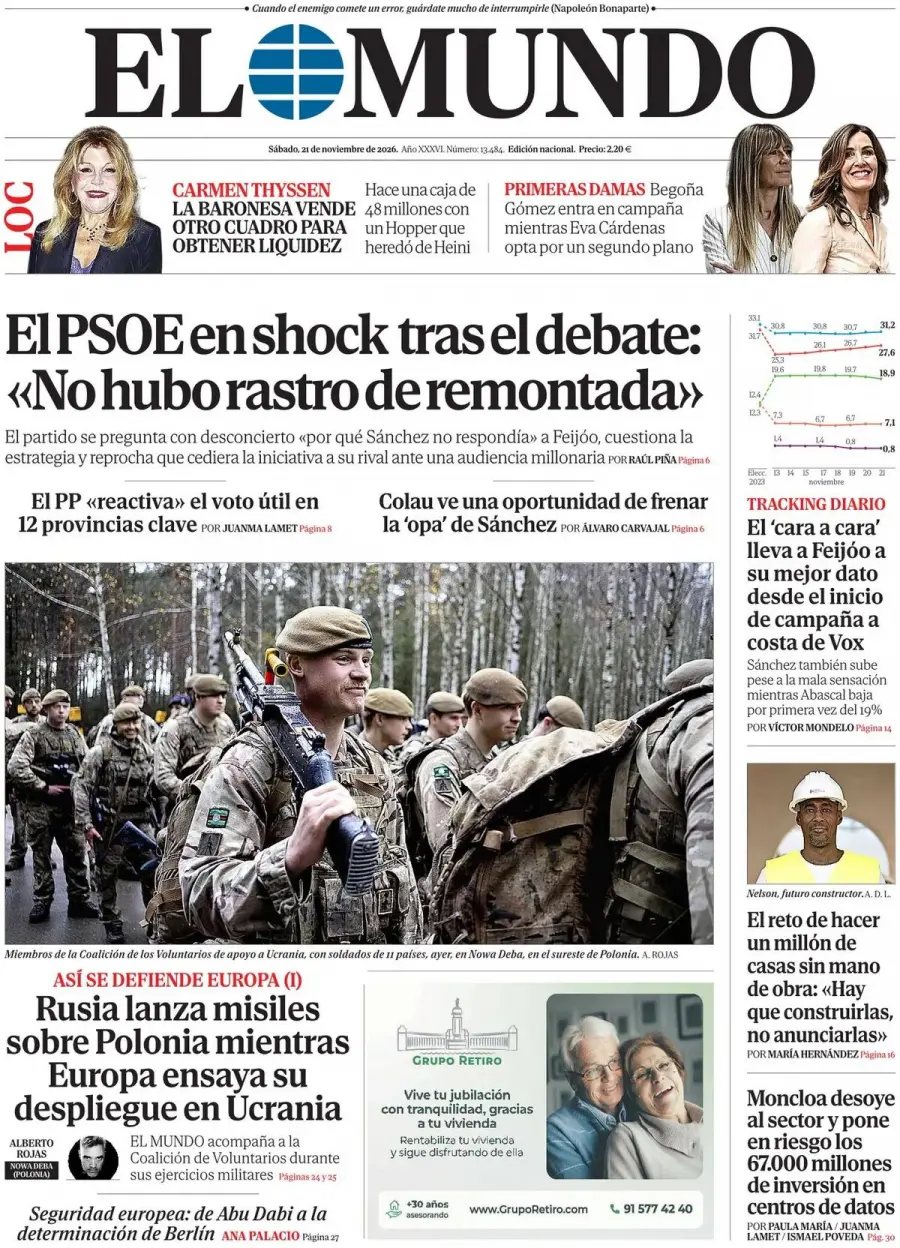 • Cuando el enemigo comete un error, guárdate mucho de interrumpirle (Napoleón Bonaparte) •
EL MUNDO
Sábado, 21 de noviembre de 2026. Año XXXVI. Número: 13.484. Edición nacional. Precio: 2,20 €
LOC
CARMEN THYSSEN
LA BARONESA VENDE
OTRO CUADRO PARA
OBTENER LIQUIDEZ
Hace una caja de
48 millones con
un Hopper que
heredó de Heini
PRIMERAS DAMAS Begoña
Gómez entra en campaña
mientras Eva Cárdenas
opta por un segundo plano
El PSOE en shock tras el debate:
«No hubo rastro de remontada»
El partido se pregunta con desconcierto «por qué Sánchez no respondía» a Feijóo, cuestiona la
estrategia y reprocha que cediera la iniciativa a su rival ante una audiencia millonaria POR RAÚL PIÑA Página 6
El PP «reactiva» el voto útil en
12 provincias clave POR JUANMA LAMET Página 8
Colau ve una oportunidad de frenar
la 'opa' de Sánchez POR ÁLVARO CARVAJAL Página 6
Miembros de la Coalición de los Voluntarios de apoyo a Ucrania, con soldados de 11 países, ayer, en Nowa Deba, en el sureste de Polonia. A. ROJAS
ASÍ SE DEFIENDE EUROPA (I)
Rusia lanza misiles
sobre Polonia mientras
Europa ensaya su
despliegue en Ucrania
ALBERTO
ROJAS
NOWA DEBA
(POLONIA)
EL MUNDO acompaña a la
Coalición de Voluntarios durante
sus ejercicios militares Páginas 24 y 25
Seguridad europea: de Abu Dabi a la
determinación de Berlín ANA PALACIO Página 27
GRUPO RETIRO
Vive tu jubilación
con tranquilidad, gracias
a tu vivienda
Rentabiliza tu vivienda
y sigue disfrutando de ella
+30 años
asesorando
www.GrupoRetiro.com
91 577 42 40
33,1
31,7
30,8
30,8
30,7
31,2
25,3
26,1
26,7
27,6
19,6
19,8
19,7
18,9
12,4
12,3
7,3
6,7
6,7
7,1
1,4
1,4
0,8
0,8
Elecc.
2023
13 14 15 17 18 19 20 21
noviembre
TRACKING DIARIO
El 'cara a cara'
lleva a Feijóo a
su mejor dato
desde el inicio
de campaña a
costa de Vox
Sánchez también sube
pese a la mala sensación
mientras Abascal baja
por primera vez del 19%
POR VÍCTOR MONDELO Página 14
Nelson, futuro constructor. A. D. L.
El reto de hacer
un millón de
casas sin mano
de obra: «Hay
que construirlas,
no anunciarlas»
POR MARÍA HERNÁNDEZ Página 16
Moncloa desoye
al sector y pone
en riesgo los
67.000 millones
de inversión en
centros de datos
POR PAULA MARÍA / JUANMA
LAMET / ISMAEL POVEDA Pág. 30